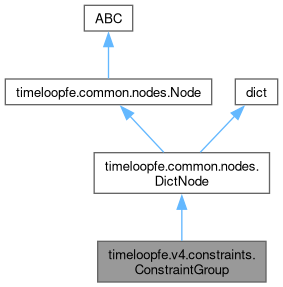 ABC
timeloopfe.common.nodes.Node
dict
timeloopfe.common.nodes.
DictNode
timeloopfe.v4.constraints.
ConstraintGroup